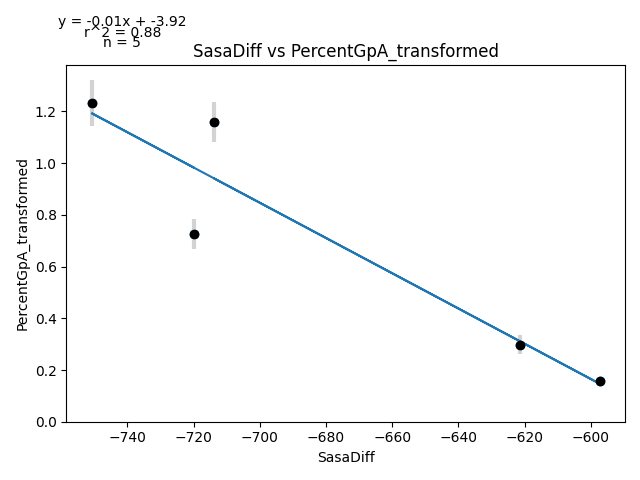 y = -0.01x + -3.92
r^2 = 0.88
n = 5
SasaDiff vs PercentGpA_transformed
PercentGpA_transformed
1.2
1.0
0.8
0.6
0.4
0.2
0.0
−740 −720 −700 −680 −660 −640 −620 −600
SasaDiff